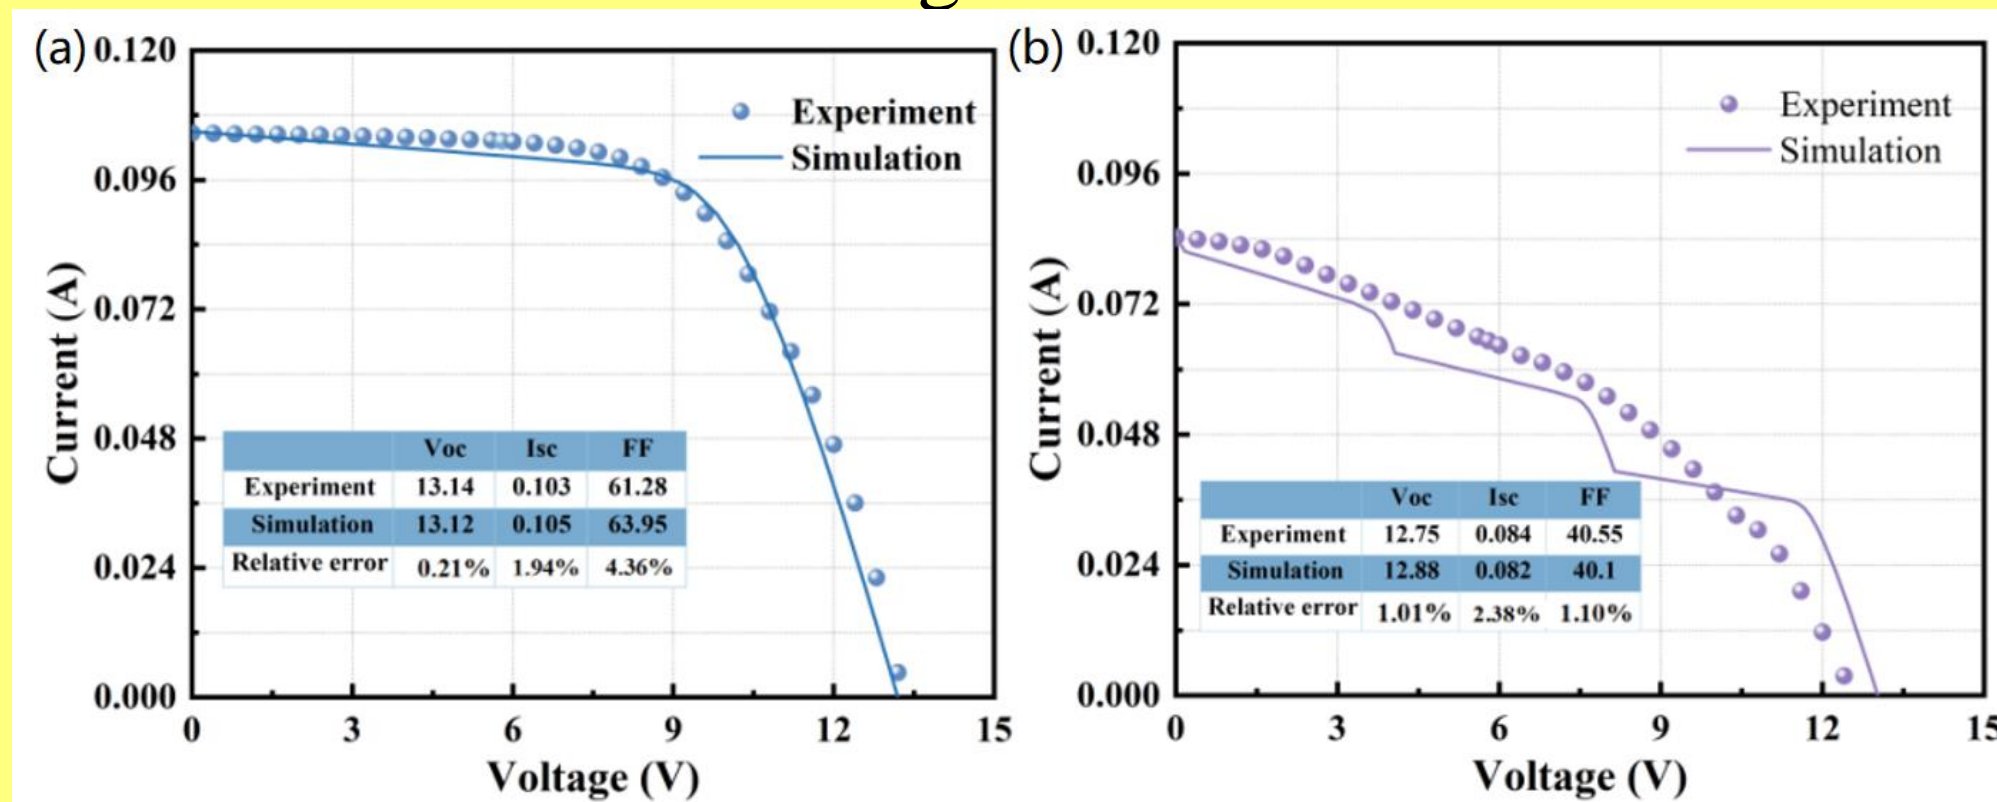 (a)
0.120
0.096
0.072
0.048
0.024
0.000
Current (A)
Experiment
Simulation
Voc Isc FF
Experiment 13.14 0.103 61.28
Simulation 13.12 0.105 63.95
Relative error 0.21% 1.94% 4.36%
0 3 6 9 12 15
Voltage (V)
(b)
0.120
0.096
0.072
0.048
0.024
0.000
Current (A)
Experiment
Simulation
Voc Isc FF
Experiment 12.75 0.084 40.55
Simulation 12.88 0.082 40.1
Relative error 1.01% 2.38% 1.10%
0 3 6 9 12 15
Voltage (V)